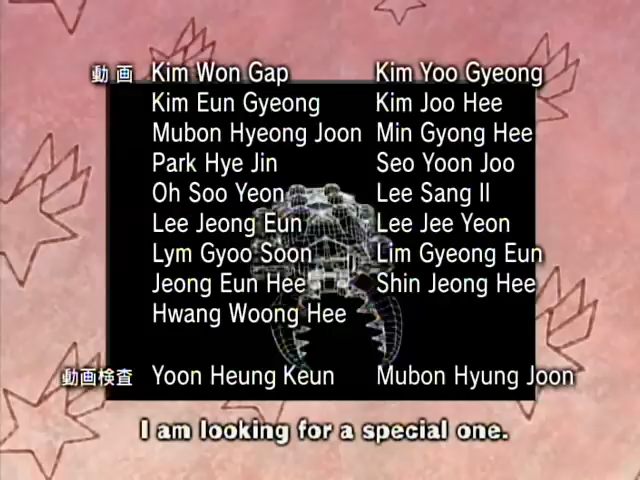 動画 Kim Won Gap Kim Yoo Gyeong
Kim Eun Gyeong Kim Joo Hee
Mubon Hyeong Joon Min Gyong Hee
Park Hye Jin Seo Yoon Joo
Oh Soo Yeon Lee Sang Il
Lee Jeong Eun Lee Jee Yeon
Lym Gyoo Soon Lim Gyeong Eun
Jeong Eun Hee Shin Jeong Hee
Hwang Woong Hee
動画検査 Yoon Heung Keun Mubon Hyung Joon
I am looking for a special one.